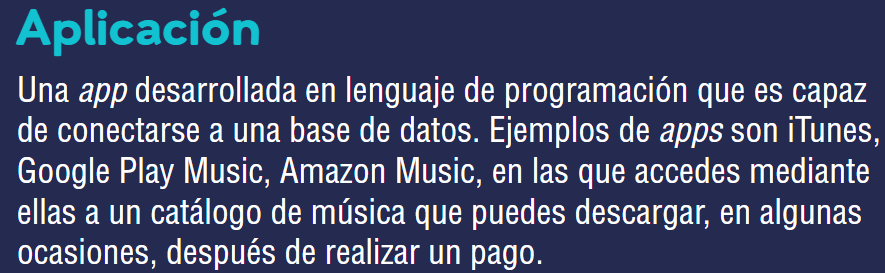 Aplicación
Una app desarrollada en lenguaje de programación que es capaz
de conectarse a una base de datos. Ejemplos de apps son iTunes,
Google Play Music, Amazon Music, en las que accedes mediante
ellas a un catálogo de música que puedes descargar, en algunas
ocasiones, después de realizar un pago.